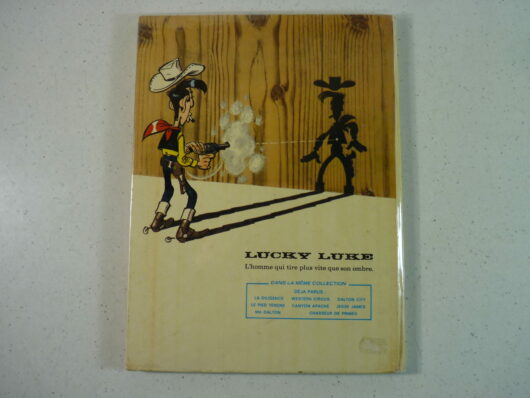 LUCKY LUKE
L'homme qui tire plus vite que son ombre.
DANS LA MÊME COLLECTION
DÉJA PARUS :
LA DILIGENCE WESTERN CIRCUS DALTON CITY
LE PIED TENDRE CANYON APACHE JESSE JAMES
MA DALTON CHASSEUR DE PRIMES